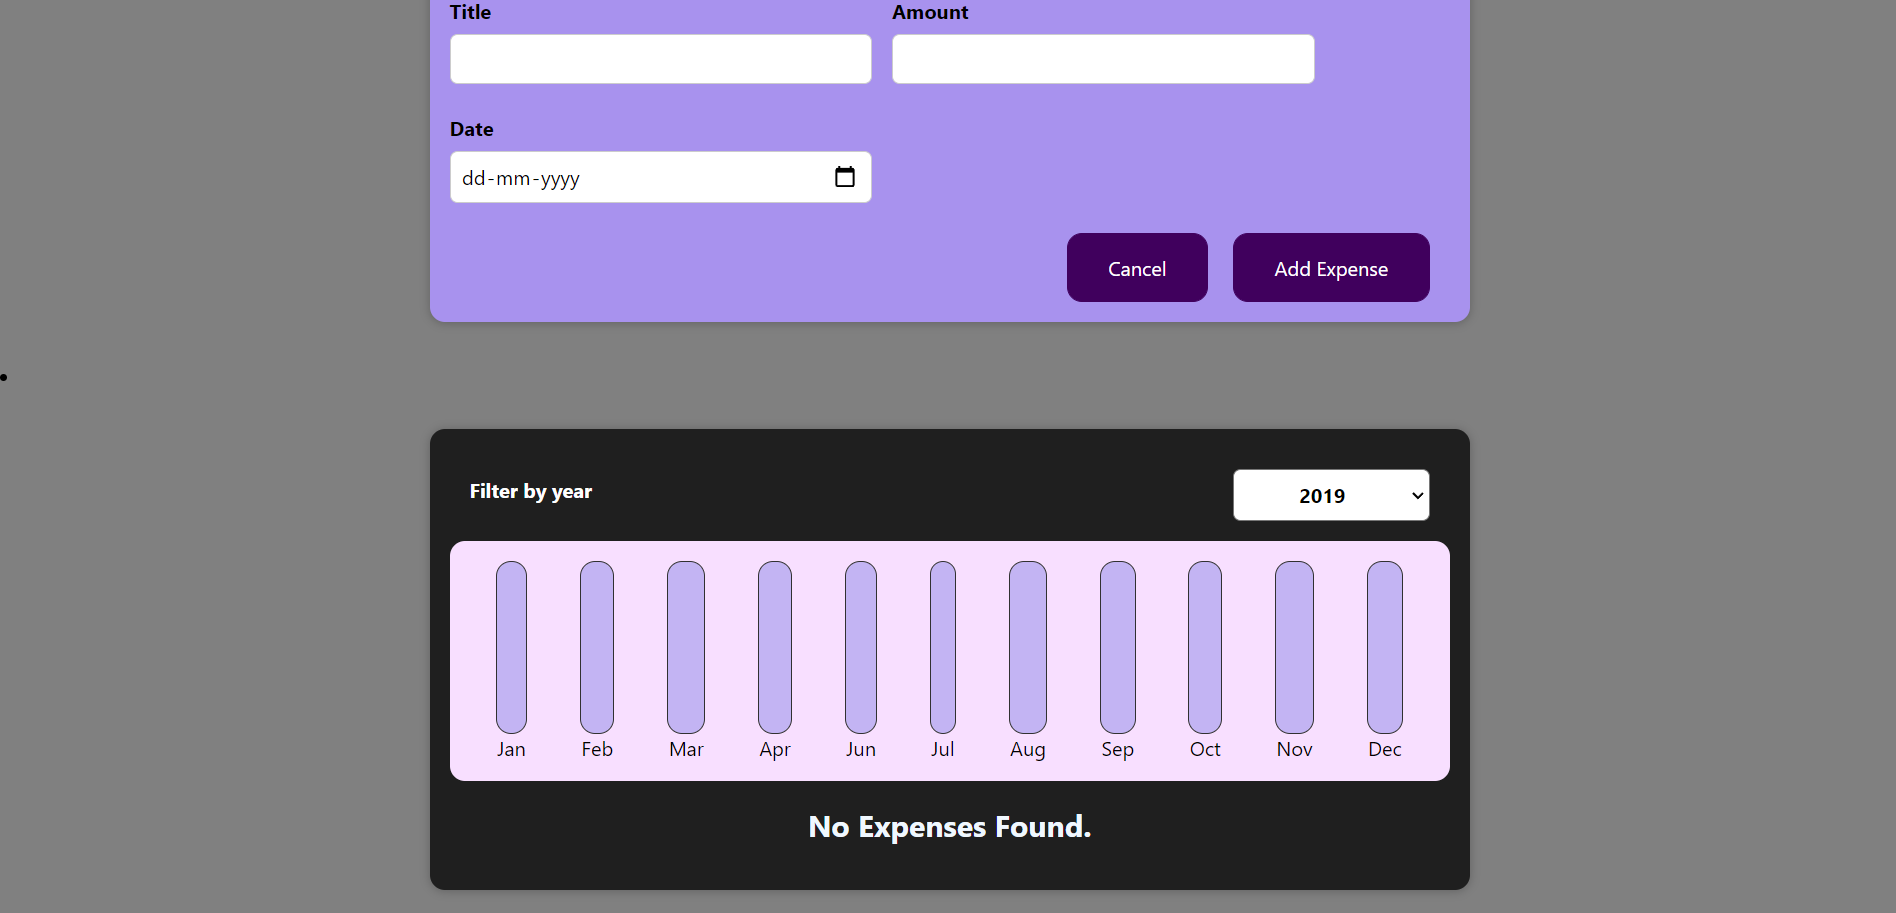 Title Amount
Date
dd-mm-yyyy
Cancel Add Expense
Filter by year 2019
Jan Feb Mar Apr Jun Jul Aug Sep Oct Nov Dec
No Expenses Found.